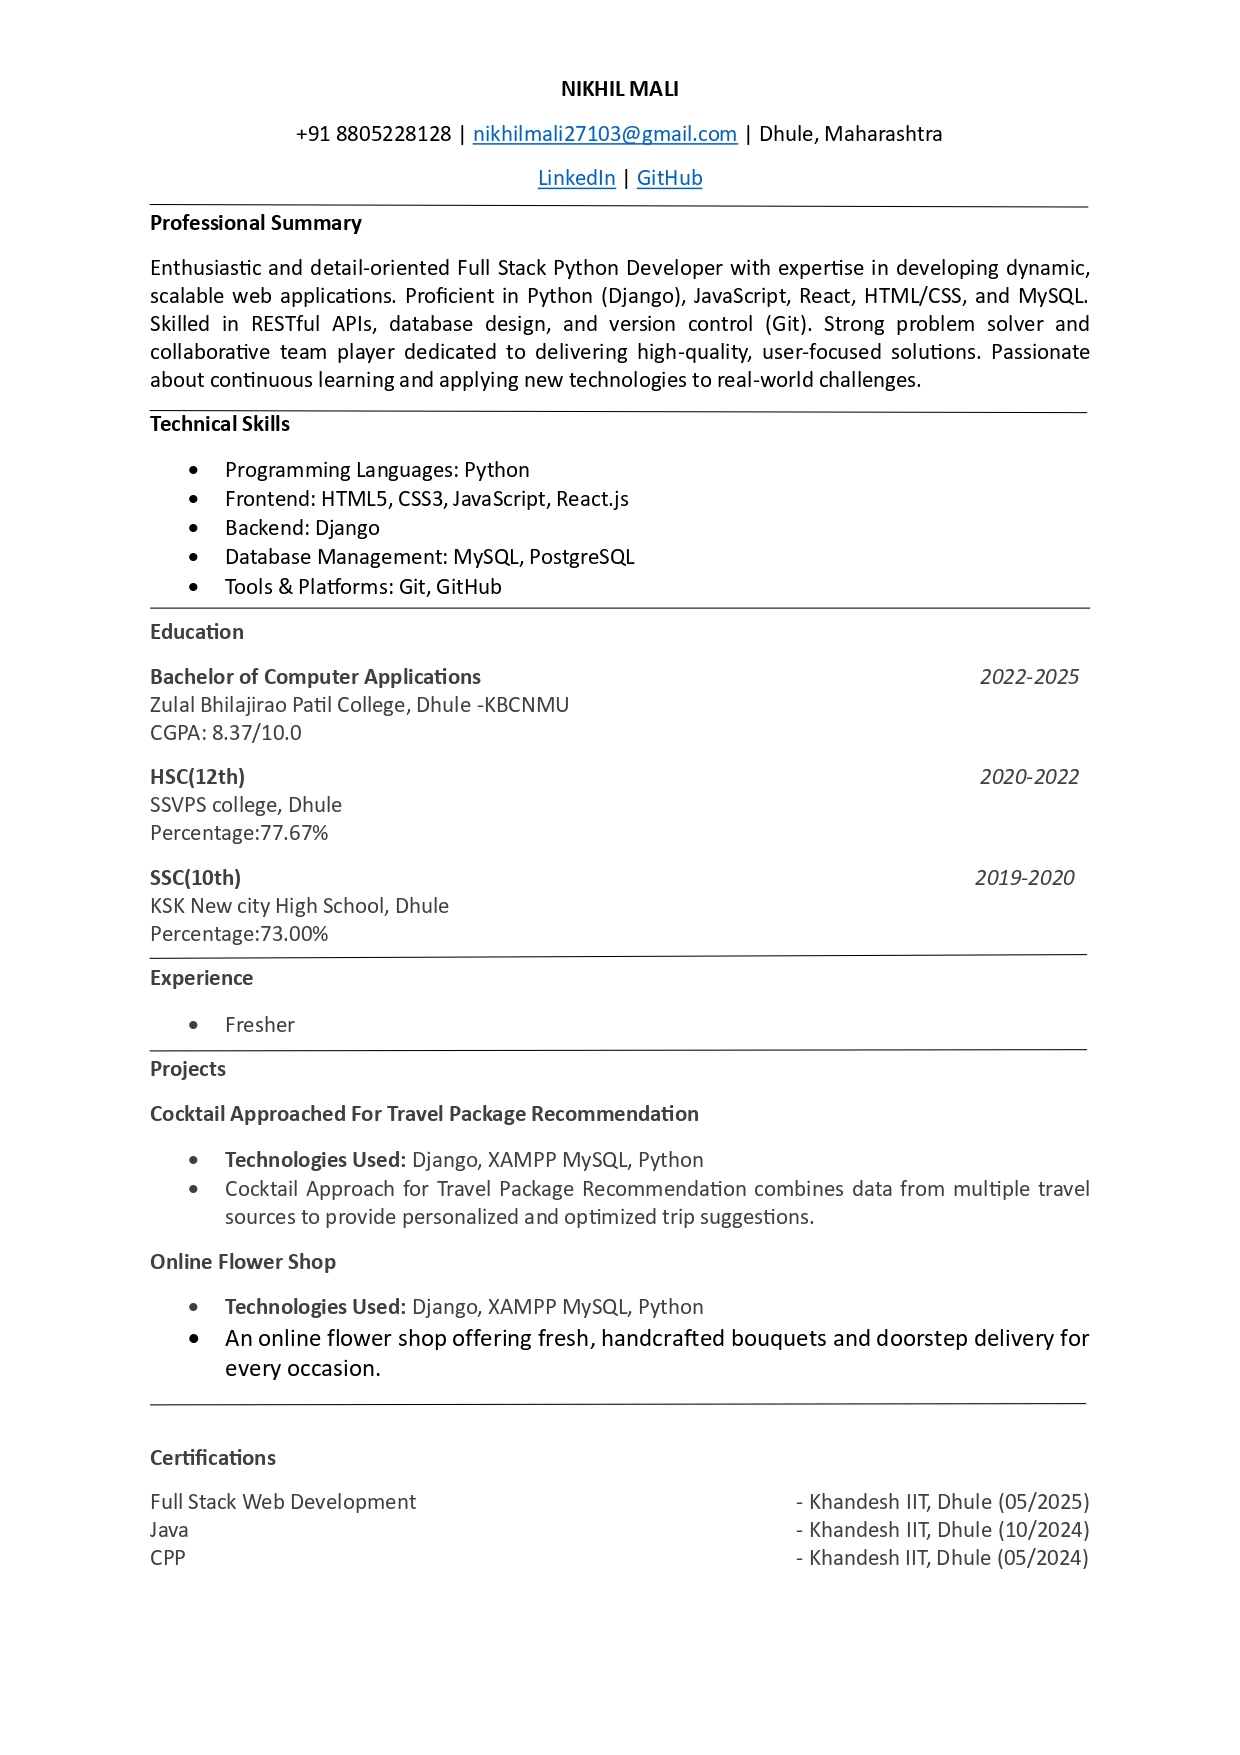 NIKHIL MALI
+91 8805228128 | nikhilmali27103@gmail.com | Dhule, Maharashtra
LinkedIn | GitHub
Professional Summary
Enthusiastic and detail-oriented Full Stack Python Developer with expertise in developing dynamic,
scalable web applications. Proficient in Python (Django), JavaScript, React, HTML/CSS, and MySQL.
Skilled in RESTful APIs, database design, and version control (Git). Strong problem solver and
collaborative team player dedicated to delivering high-quality, user-focused solutions. Passionate
about continuous learning and applying new technologies to real-world challenges.
Technical Skills
• Programming Languages: Python
• Frontend: HTML5, CSS3, JavaScript, React.js
• Backend: Django
• Database Management: MySQL, PostgreSQL
• Tools & Platforms: Git, GitHub
Education
Bachelor of Computer Applications 2022-2025
Zulal Bhilajirao Patil College, Dhule -KBCNMU
CGPA: 8.37/10.0
HSC(12th) 2020-2022
SSVPS college, Dhule
Percentage:77.67%
SSC(10th) 2019-2020
KSK New city High School, Dhule
Percentage:73.00%
Experience
• Fresher
Projects
Cocktail Approached For Travel Package Recommendation
• Technologies Used: Django, XAMPP MySQL, Python
• Cocktail Approach for Travel Package Recommendation combines data from multiple travel
sources to provide personalized and optimized trip suggestions.
Online Flower Shop
• Technologies Used: Django, XAMPP MySQL, Python
• An online flower shop offering fresh, handcrafted bouquets and doorstep delivery for
every occasion.
Certifications
Full Stack Web Development - Khandesh IIT, Dhule (05/2025)
Java - Khandesh IIT, Dhule (10/2024)
CPP - Khandesh IIT, Dhule (05/2024)